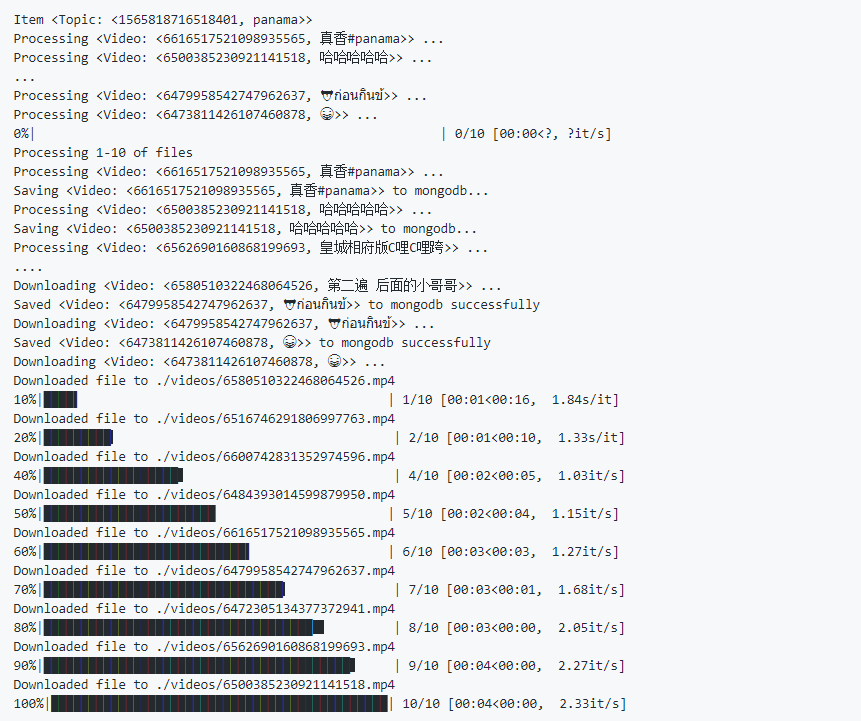 Item <Topic: <1565818716518401, panama>>
Processing <Video: <6616517521098935565, 真香#panama>> ...
Processing <Video: <6500385230921141518, 哈哈哈哈哈>> ...
...
Processing <Video: <6479958542747962637, ก่อนกินข้>> ...
Processing <Video: <6473811426107460878, 😂>> ...
0%| | 0/10 [00:00<?, ?it/s]
Processing 1-10 of files
Processing <Video: <6616517521098935565, 真香#panama>> ...
Saving <Video: <6616517521098935565, 真香#panama>> to mongodb...
Processing <Video: <6500385230921141518, 哈哈哈哈哈>> ...
Saving <Video: <6500385230921141518, 哈哈哈哈哈>> to mongodb...
Processing <Video: <6562690160868199693, 皇城相府版C哩C哩跨>> ...
....
Downloading <Video: <6580510322468064526, 第二遍 后面的小哥哥>> ...
Saved <Video: <6479958542747962637, ก่อนกินข้>> to mongodb successfully
Downloading <Video: <6479958542747962637, ก่อนกินข้>> ...
Saved <Video: <6473811426107460878, 😂>> to mongodb successfully
Downloading <Video: <6473811426107460878, 😂>> ...
Downloaded file to ./videos/6580510322468064526.mp4
10%|█████ | 1/10 [00:01<00:16, 1.84s/it]
Downloaded file to ./videos/6516746291806997763.mp4
20%|██████████ | 2/10 [00:01<00:10, 1.33s/it]
Downloaded file to ./videos/6600742831352974596.mp4
40%|████████████████████ | 4/10 [00:02<00:05, 1.03it/s]
Downloaded file to ./videos/6484393014599879950.mp4
50%|█████████████████████████ | 5/10 [00:02<00:04, 1.15it/s]
Downloaded file to ./videos/6616517521098935565.mp4
60%|██████████████████████████████ | 6/10 [00:03<00:03, 1.27it/s]
Downloaded file to ./videos/6479958542747962637.mp4
70%|███████████████████████████████████ | 7/10 [00:03<00:01, 1.68it/s]
Downloaded file to ./videos/6472305134377372941.mp4
80%|████████████████████████████████████████ | 8/10 [00:03<00:00, 2.05it/s]
Downloaded file to ./videos/6562690160868199693.mp4
90%|█████████████████████████████████████████████ | 9/10 [00:04<00:00, 2.27it/s]
Downloaded file to ./videos/6500385230921141518.mp4
100%|██████████████████████████████████████████████████| 10/10 [00:04<00:00, 2.33it/s]